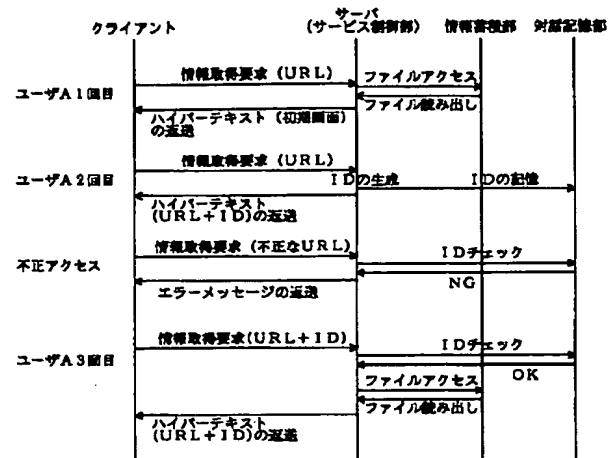 クライアント
サーバ
(サービス制御部)
情報蓄積部
対話記憶部
ユーザA1回目
情報取得要求(URL)
ファイルアクセス
ファイル読み出し
ハイパーテキスト(初期画面)
の返送
ユーザA2回目
情報取得要求(URL)
IDの生成
IDの記憶
ハイパーテキスト
(URL+ID)の返送
不正アクセス
情報取得要求(不正なURL)
IDチェック
NG
エラーメッセージの返送
ユーザA3回目
情報取得要求(URL+ID)
IDチェック
OK
ファイルアクセス
ファイル読み出し
ハイパーテキスト
(URL+ID)の返送